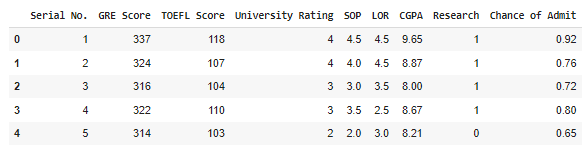 Serial No. GRE Score TOEFL Score University Rating SOP LOR CGPA Research Chance of Admit
0 1 337 118 4 4.5 4.5 9.65 1 0.92
1 2 324 107 4 4.0 4.5 8.87 1 0.76
2 3 316 104 3 3.0 3.5 8.00 1 0.72
3 4 322 110 3 3.5 2.5 8.67 1 0.80
4 5 314 103 2 2.0 3.0 8.21 0 0.65